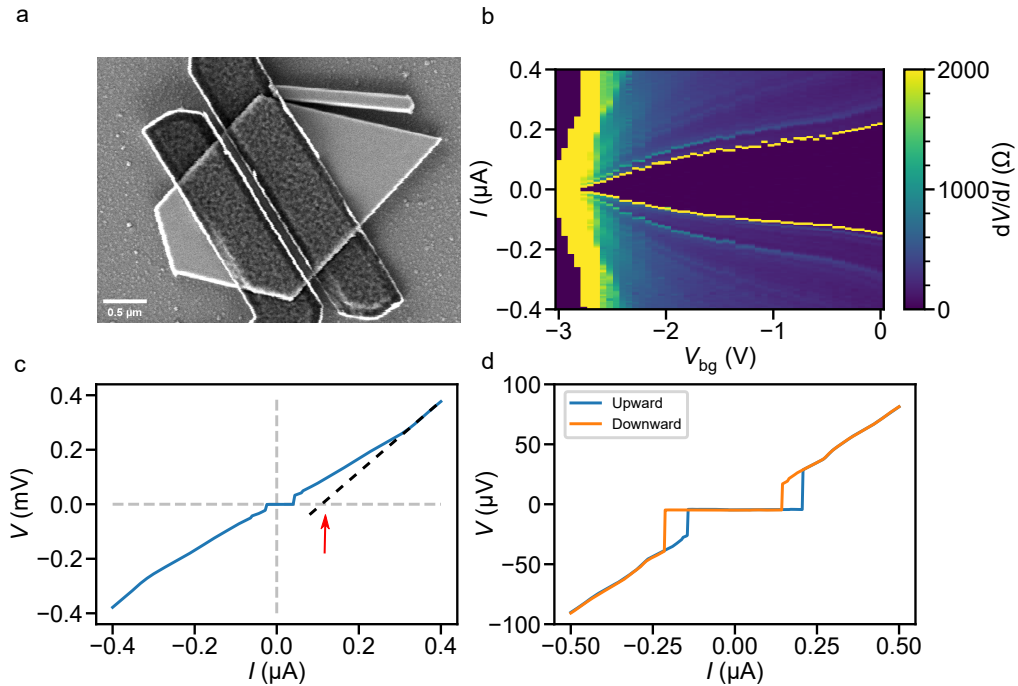 a
0.5 μm
b
0.4
0.2
0.0
−0.2
−0.4
I (μA)
−3
−2
−1
0
V_bg (V)
2000
1000
0
dV/dI (Ω)
c
0.4
0.2
0.0
−0.2
−0.4
V (mV)
−0.4
−0.2
0.0
0.2
0.4
I (μA)
d
100
50
0
−50
−100
V (μV)
Upward
Downward
−0.50
−0.25
0.00
0.25
0.50
I (μA)